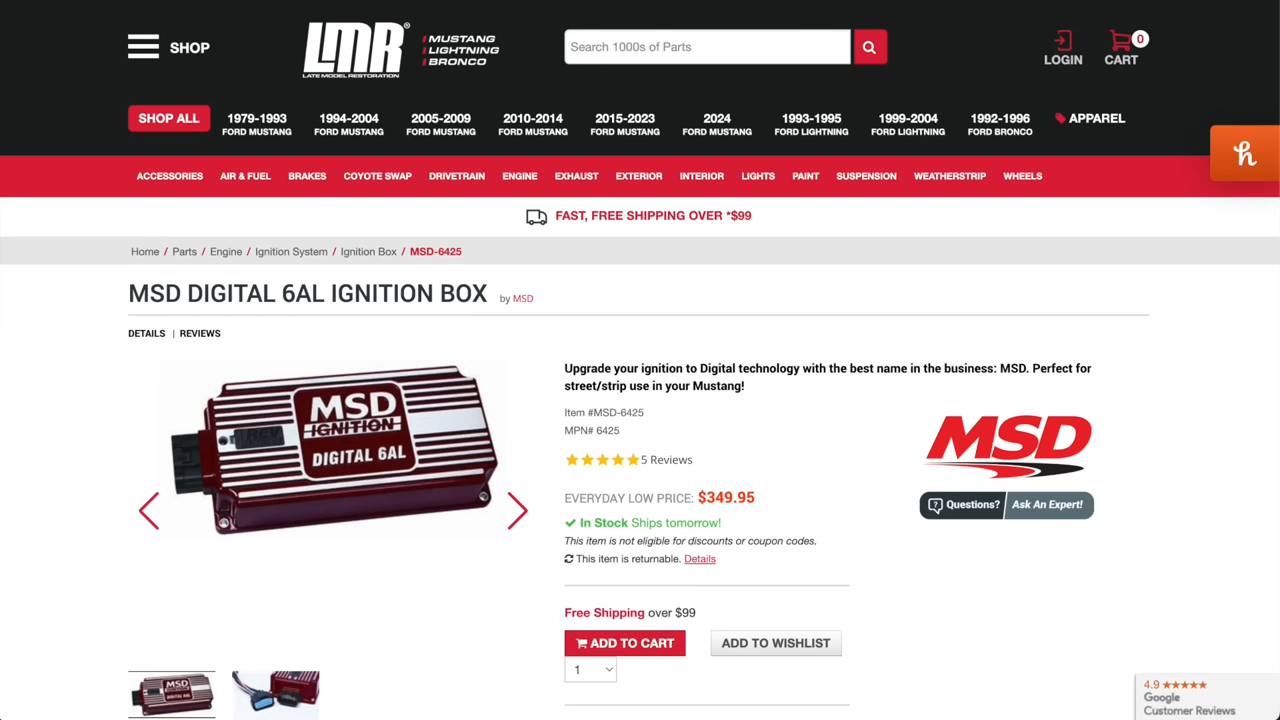 SHOP
LMR®
LATE MODEL RESTORATION
MUSTANG
LIGHTNING
BRONCO
Search 1000s of Parts
LOGIN
0
CART
SHOP ALL
1979-1993
FORD MUSTANG
1994-2004
FORD MUSTANG
2005-2009
FORD MUSTANG
2010-2014
FORD MUSTANG
2015-2023
FORD MUSTANG
2024
FORD MUSTANG
1993-1995
FORD LIGHTNING
1999-2004
FORD LIGHTNING
1992-1996
FORD BRONCO
APPAREL
ACCESSORIES AIR & FUEL BRAKES COYOTE SWAP DRIVETRAIN ENGINE EXHAUST EXTERIOR INTERIOR LIGHTS PAINT SUSPENSION WEATHERSTRIP WHEELS
FAST, FREE SHIPPING OVER *$99
Home / Parts / Engine / Ignition System / Ignition Box / MSD-6425
MSD DIGITAL 6AL IGNITION BOX by MSD
DETAILS | REVIEWS
MSD
IGNITION
DIGITAL 6AL
REV
Upgrade your ignition to Digital technology with the best name in the business: MSD. Perfect for
street/strip use in your Mustang!
Item #MSD-6425
MPN# 6425
5 Reviews
EVERYDAY LOW PRICE: $349.95
In Stock Ships tomorrow!
This item is not eligible for discounts or coupon codes.
This item is returnable. Details
MSD
Questions? Ask An Expert!
Free Shipping over $99
ADD TO CART
ADD TO WISHLIST
1
MSD
DIGITAL 6AL
4.9
Google
Customer Reviews